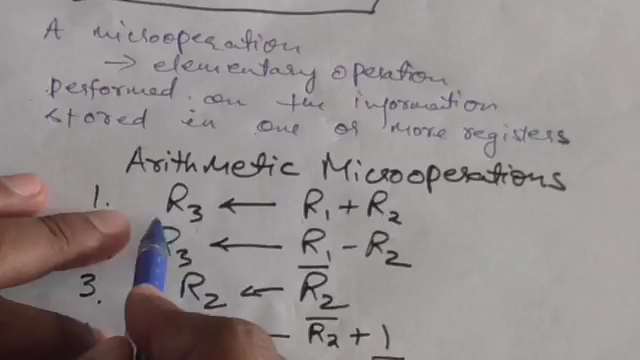 A microoperation
→ elementary operation
performed on the information
stored in one or more registers
Arithmetic Microoperations
1. R₃ ← R₁ + R₂
R₃ ← R₁ - R₂
3. R₂ ← R̅₂
R̅₂ + 1